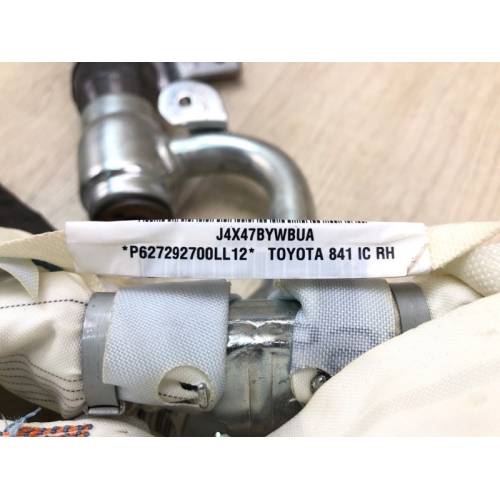 J4X47BYWBUA
*P627292700LL12* TOYOTA 841 IC RH